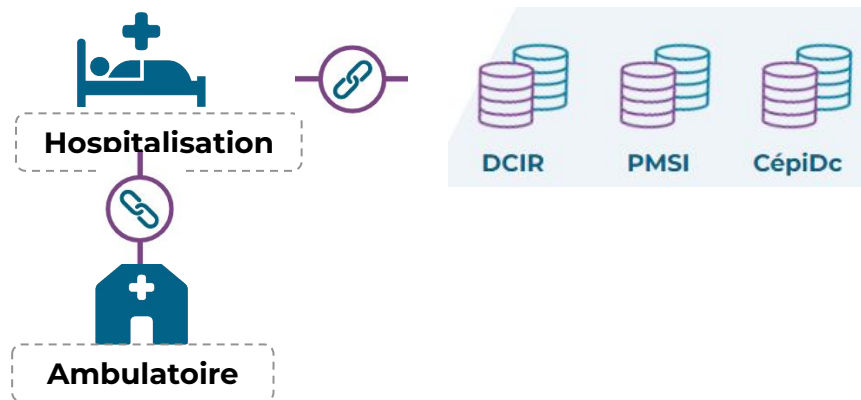 Hospitalisation
DCIR
PMSI
CépiDc
Ambulatoire